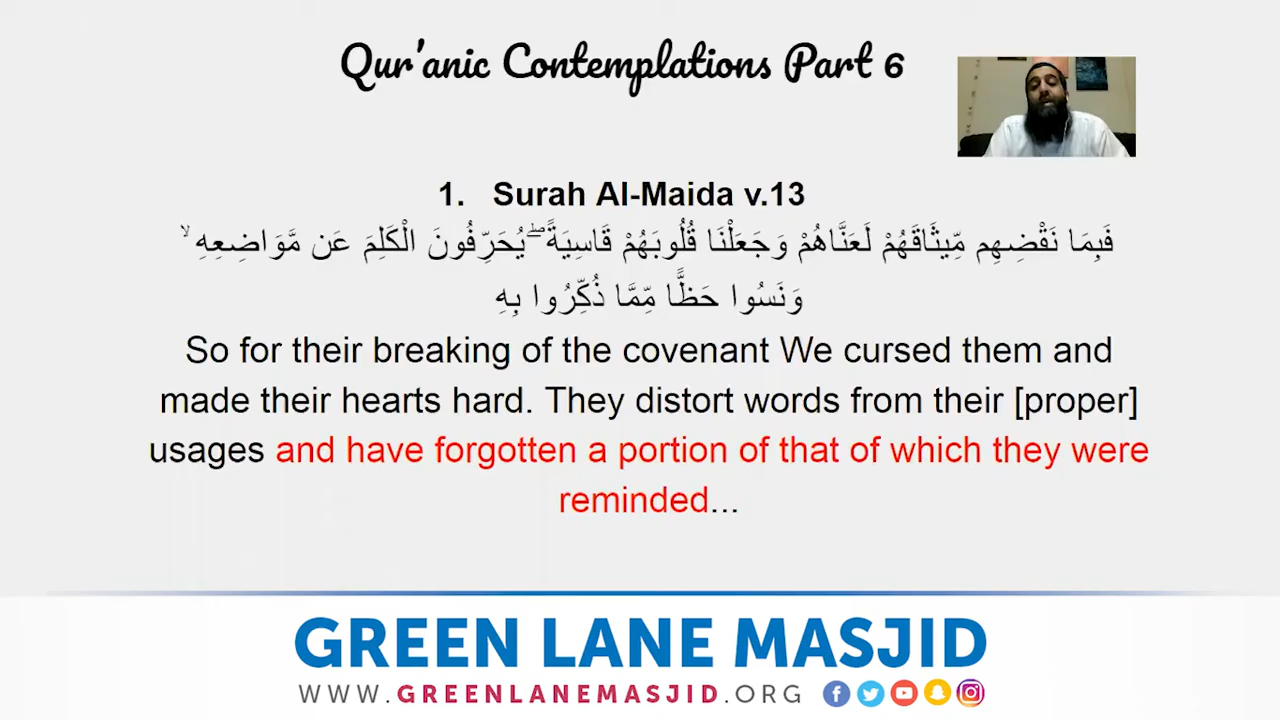 Qur'anic Contemplations Part 6
1. Surah Al-Maida v.13
فَبِمَا نَقْضِهِم مِّيثَاقَهُمْ لَعَنَّاهُمْ وَجَعَلْنَا قُلُوبَهُمْ قَاسِيَةً ۖ يُحَرِّفُونَ الْكَلِمَ عَن مَّوَاضِعِهِ ۙ
وَنَسُوا حَظًّا مِّمَّا ذُكِّرُوا بِهِ
So for their breaking of the covenant We cursed them and
made their hearts hard. They distort words from their [proper]
usages and have forgotten a portion of that of which they were
reminded...
GREEN LANE MASJID
WWW.GREENLANEMASJID.ORG